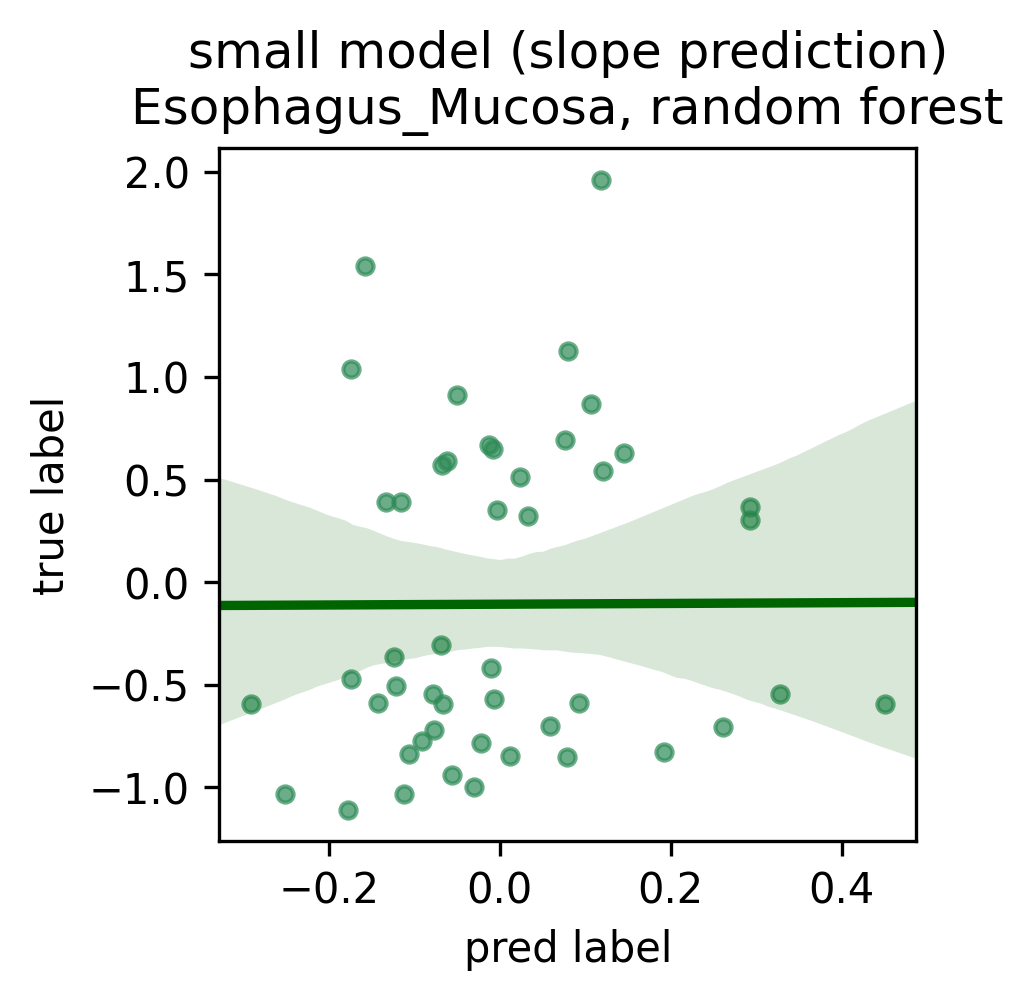 small model (slope prediction)
Esophagus_Mucosa, random forest
2.0
1.5
1.0
0.5
0.0
−0.5
−1.0
true label
−0.2
0.0
0.2
0.4
pred label